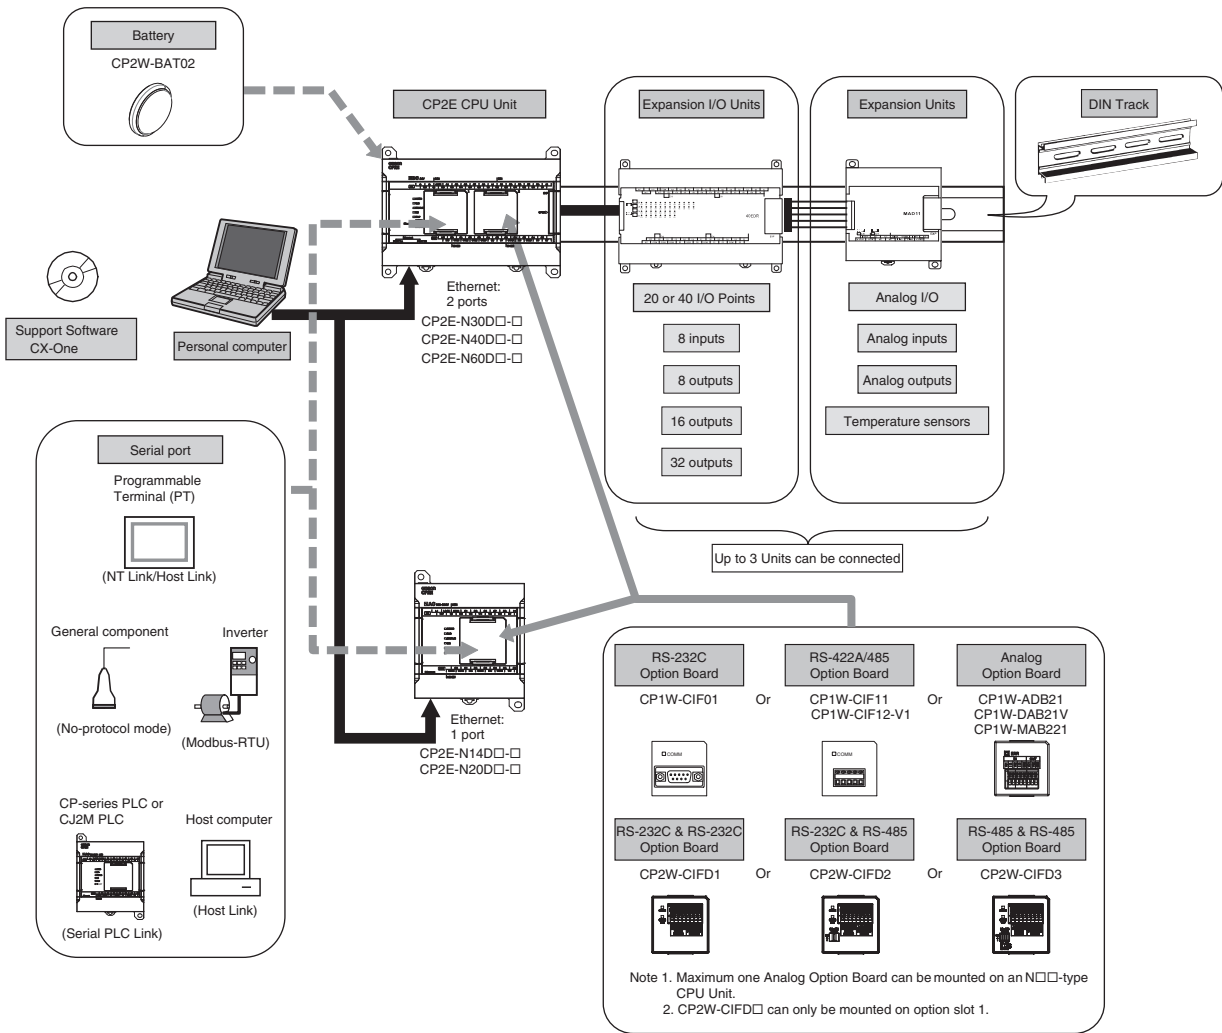 Battery
CP2W-BAT02
CP2E CPU Unit
Expansion I/O Units
Expansion Units
DIN Track
40EDR
MAD11
Support Software
CX-One
Personal computer
Ethernet:
2 ports
CP2E-N30D□-□
CP2E-N40D□-□
CP2E-N60D□-□
20 or 40 I/O Points
8 inputs
8 outputs
16 outputs
32 outputs
Analog I/O
Analog inputs
Analog outputs
Temperature sensors
Up to 3 Units can be connected
Serial port
Programmable
Terminal (PT)
(NT Link/Host Link)
General component
(No-protocol mode)
Inverter
(Modbus-RTU)
CP-series PLC or
CJ2M PLC
(Serial PLC Link)
Host computer
(Host Link)
Ethernet:
1 port
CP2E-N14D□-□
CP2E-N20D□-□
RS-232C
Option Board
CP1W-CIF01
Or
RS-422A/485
Option Board
CP1W-CIF11
CP1W-CIF12-V1
Or
Analog
Option Board
CP1W-ADB21
CP1W-DAB21V
CP1W-MAB221
COMM
COMM
RS-232C & RS-232C
Option Board
CP2W-CIFD1
Or
RS-232C & RS-485
Option Board
CP2W-CIFD2
Or
RS-485 & RS-485
Option Board
CP2W-CIFD3
Note 1. Maximum one Analog Option Board can be mounted on an N□□-type
CPU Unit.
2. CP2W-CIFD□ can only be mounted on option slot 1.